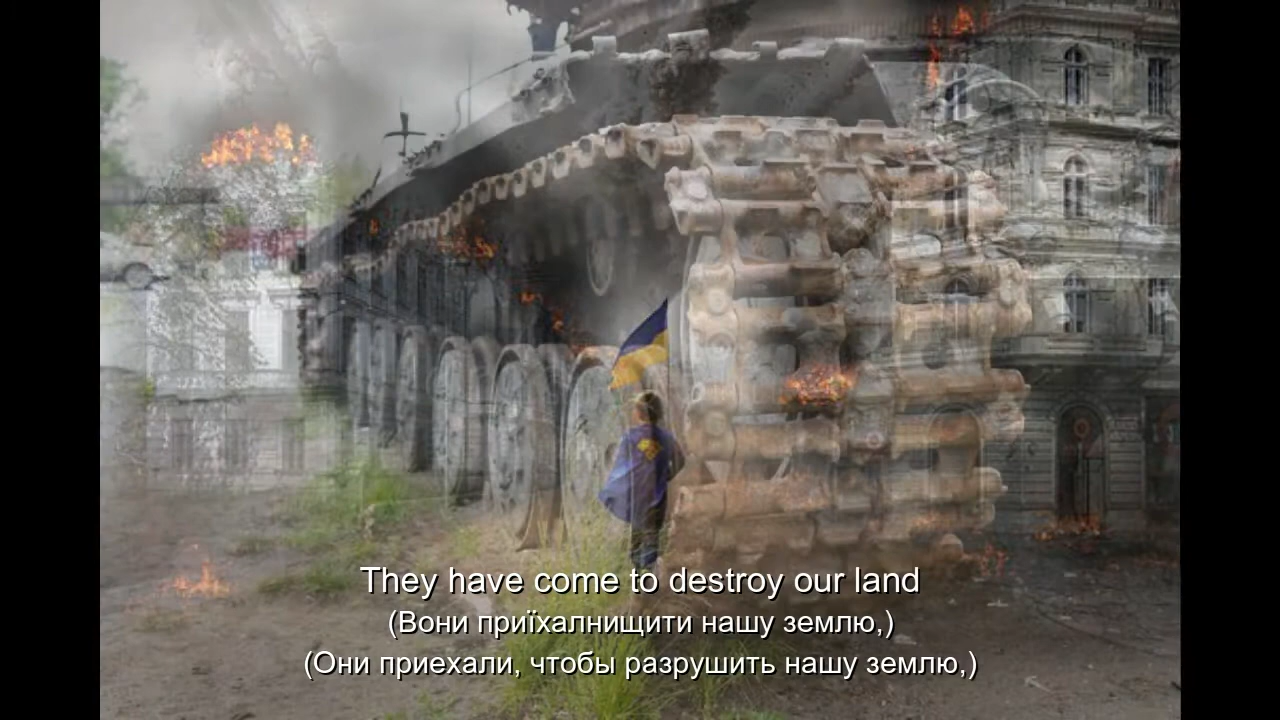 They have come to destroy our land
(Вони приїхалнищити нашу землю,)
(Они приехали, чтобы разрушить нашу землю,)